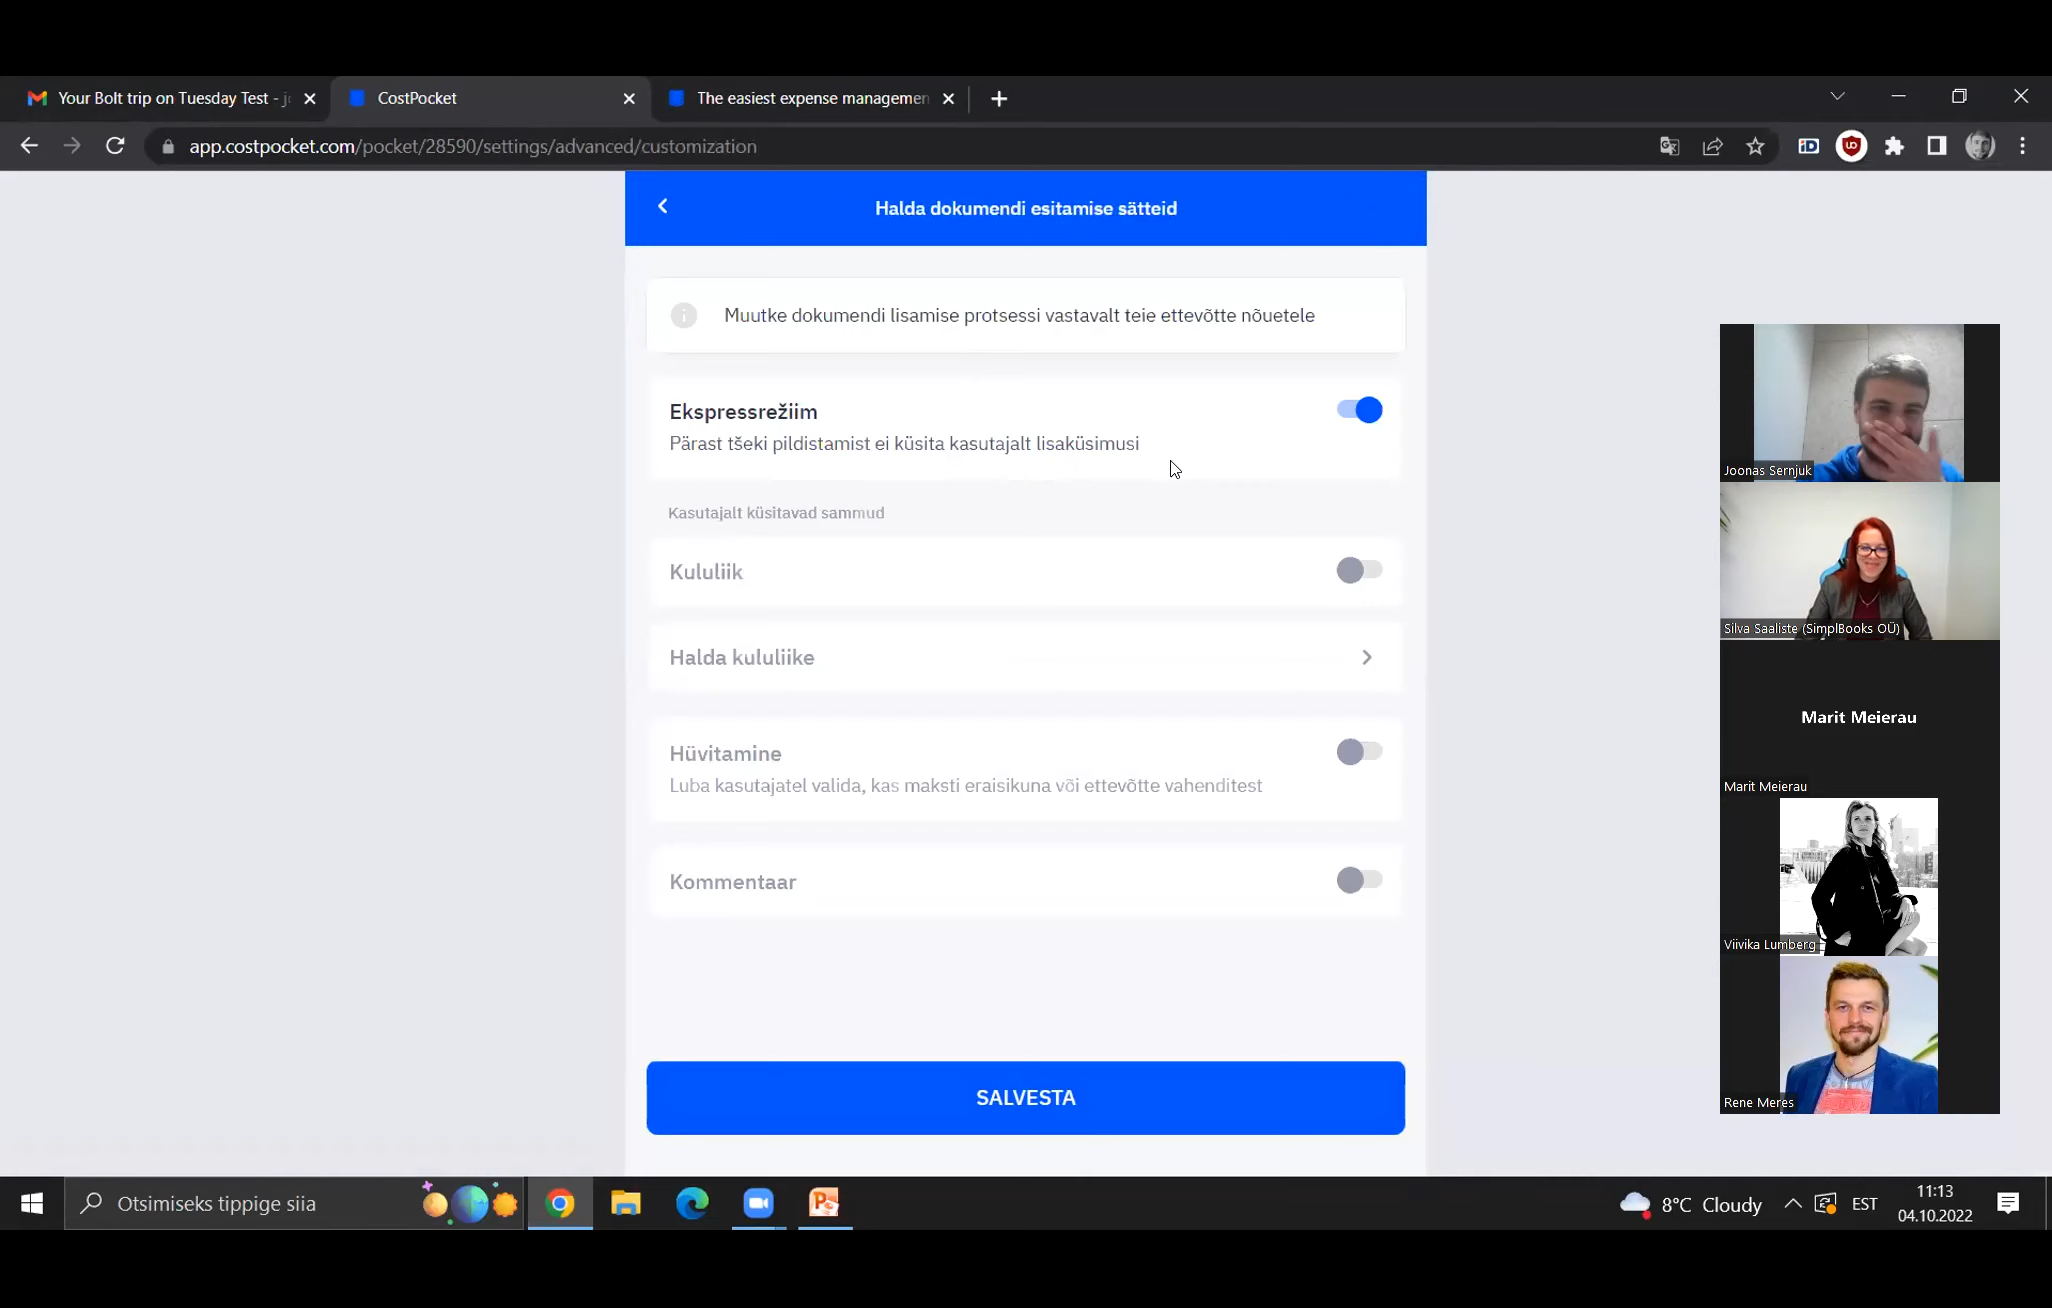 Your Bolt trip on Tuesday Test - j
CostPocket
The easiest expense managemen
app.costpocket.com/pocket/28590/settings/advanced/customization
Halda dokumendi esitamise sätteid
Muutke dokumendi lisamise protsessi vastavalt teie ettevõtte nõuetele
Ekspressrežiim
Pärast tšeki pildistamist ei küsita kasutajalt lisaküsimusi
Kasutajalt küsitavad sammud
Kululiik
Halda kululiike
Hüvitamine
Luba kasutajatel valida, kas maksti eraisikuna või ettevõtte vahenditest
Kommentaar
SALVESTA
Joonas Sernjuk
Silva Saaliste (SimplBooks OÜ)
Marit Meierau
Marit Meierau
Viivika Lumberg
Rene Meres
Otsimiseks tippige siia
8°C Cloudy
EST
11:13
04.10.2022